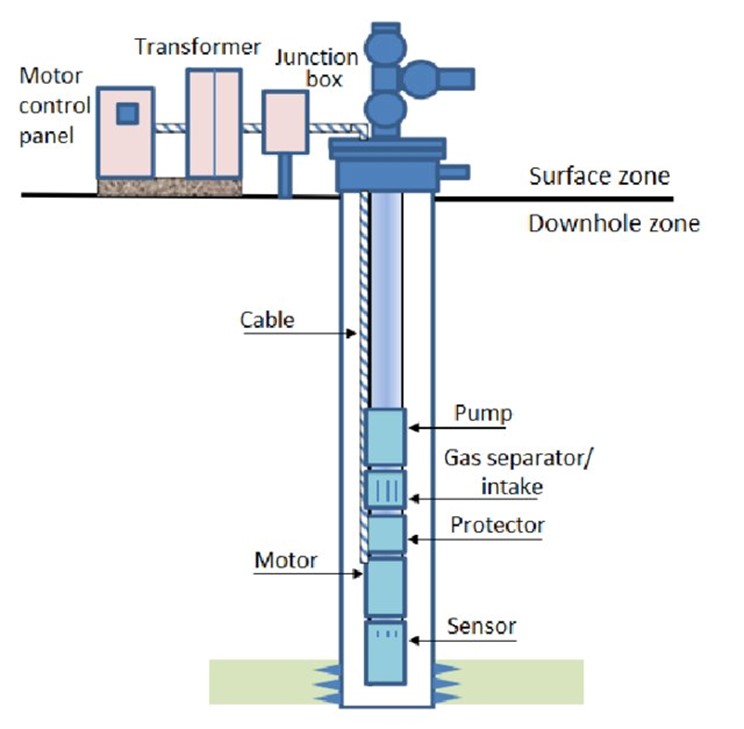 Transformer
Junction
box
Motor
control
panel
Surface zone
Downhole zone
Cable
Pump
Gas separator/
intake
Protector
Motor
Sensor